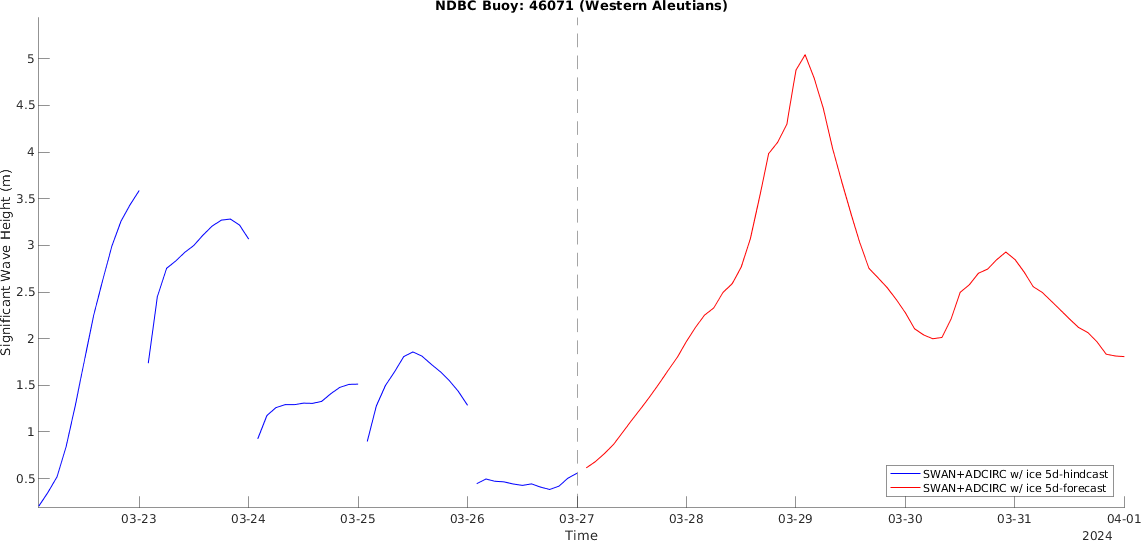 NDBC Buoy: 46071 (Western Aleutians)
Significant Wave Height (m)
5
4.5
4
3.5
3
2.5
2
1.5
1
0.5
SWAN+ADCIRC w/ ice 5d-hindcast
SWAN+ADCIRC w/ ice 5d-forecast
03-23 03-24 03-25 03-26 03-27 03-28 03-29 03-30 03-31 04-01
Time
2024